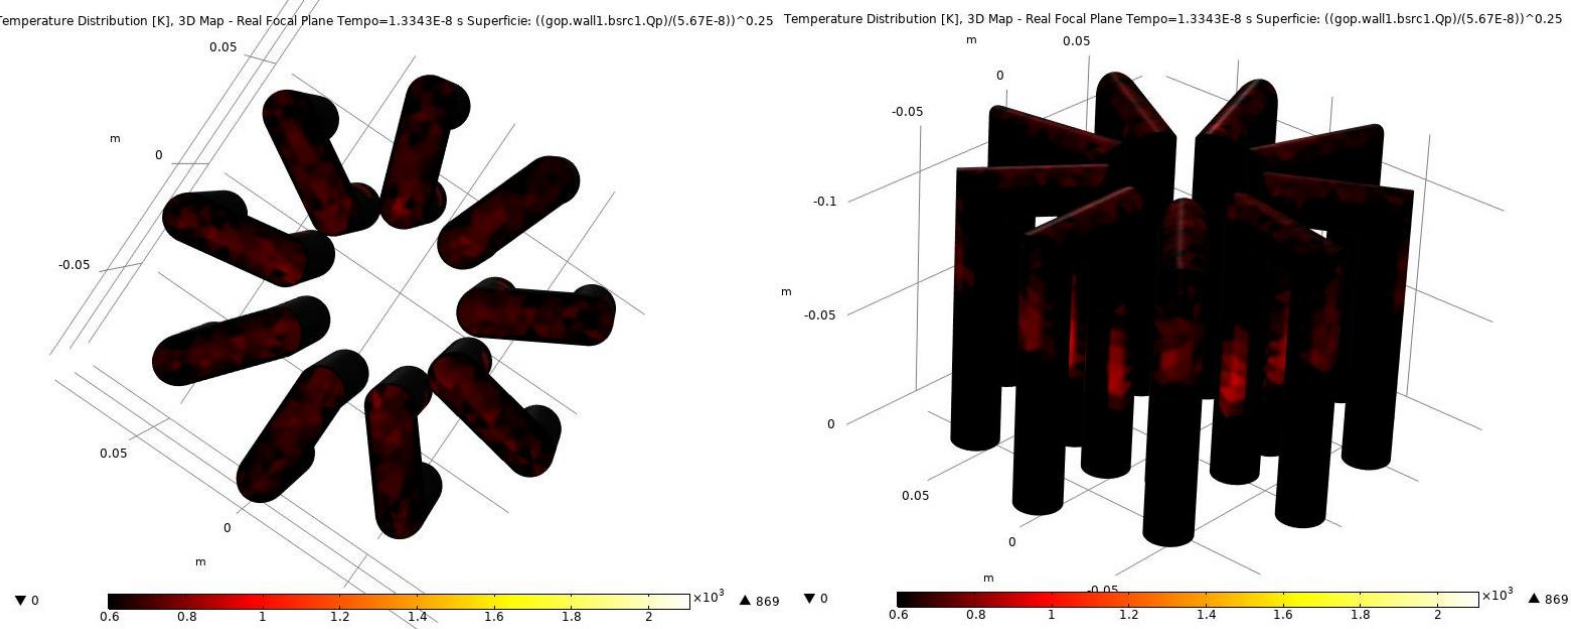 Temperature Distribution [K], 3D Map - Real Focal Plane Tempo=1.3343E-8 s Superficie: ((gop.wall1.bsrc1.Qp)/(5.67E-8))^0.25
0.05
m
0
-0.05
0.05
0
m
▼ 0
0.6 0.8 1 1.2 1.4 1.6 1.8 2
×10³
▲ 869
Temperature Distribution [K], 3D Map - Real Focal Plane Tempo=1.3343E-8 s Superficie: ((gop.wall1.bsrc1.Qp)/(5.67E-8))^0.25
m
0.05
0
-0.05
-0.1
m
-0.05
0
0.05
0
m
-0.05
▼ 0
0.6 0.8 1 1.2 1.4 1.6 1.8 2
×10³
▲ 869